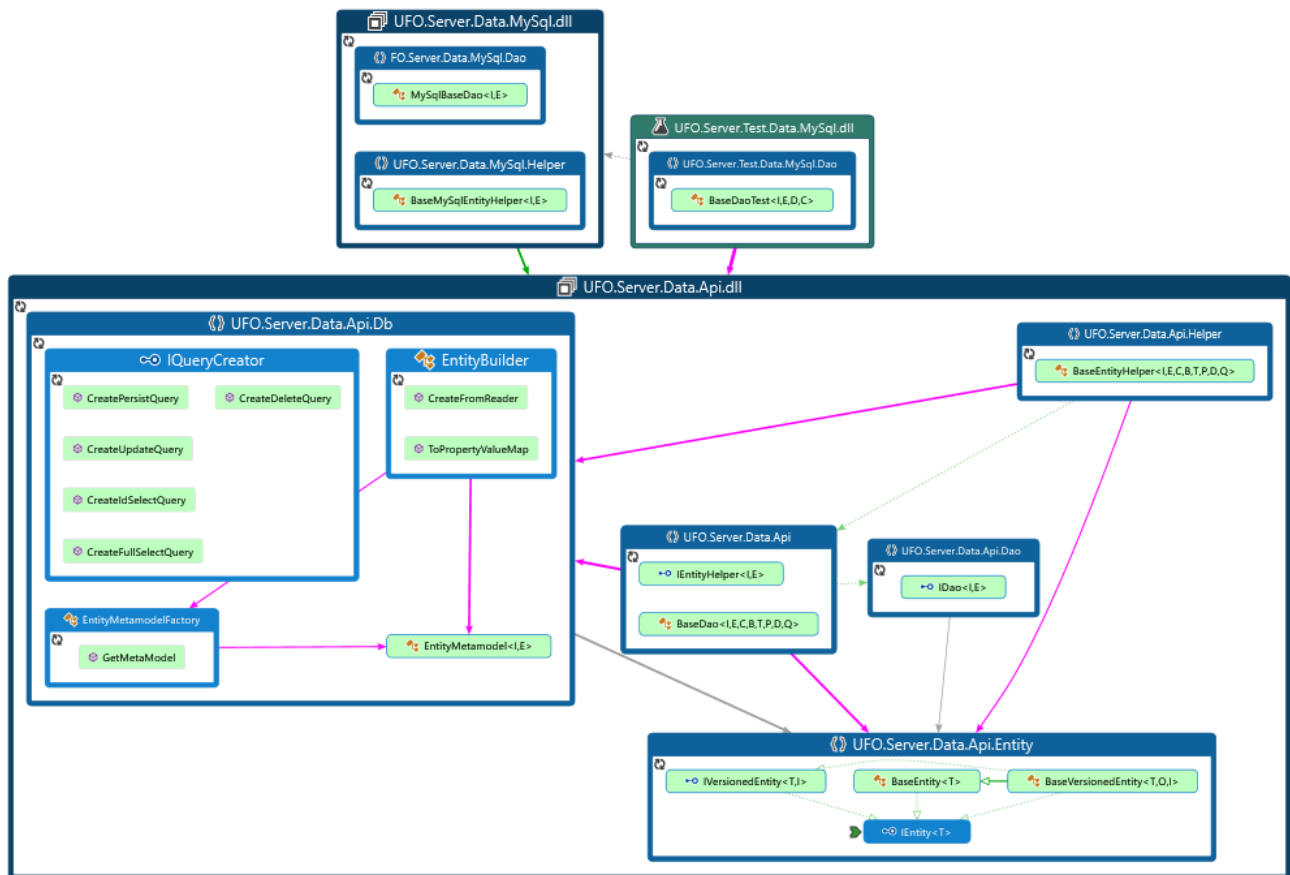 UFO.Server.Data.MySql.dll
FO.Server.Data.MySql.Dao
MySqlBaseDao<I,E>
UFO.Server.Data.MySql.Helper
BaseMySqlEntityHelper<I,E>
UFO.Server.Test.Data.MySql.dll
UFO.Server.Test.Data.MySql.Dao
BaseDaoTest<I,E,D,C>
UFO.Server.Data.Api.dll
UFO.Server.Data.Api.Db
IQueryCreator
CreatePersistQuery
CreateDeleteQuery
CreateUpdateQuery
CreateIdSelectQuery
CreateFullSelectQuery
EntityBuilder
CreateFromReader
ToPropertyValueMap
EntityMetamodelFactory
GetMetaModel
EntityMetamodel<I,E>
UFO.Server.Data.Api.Helper
BaseEntityHelper<I,E,C,B,T,P,D,Q>
UFO.Server.Data.Api
IEntityHelper<I,E>
BaseDao<I,E,C,B,T,P,D,Q>
UFO.Server.Data.Api.Dao
IDao<I,E>
UFO.Server.Data.Api.Entity
IVersionedEntity<T,I>
BaseEntity<T>
BaseVersionedEntity<T,O,I>
IEntity<T>